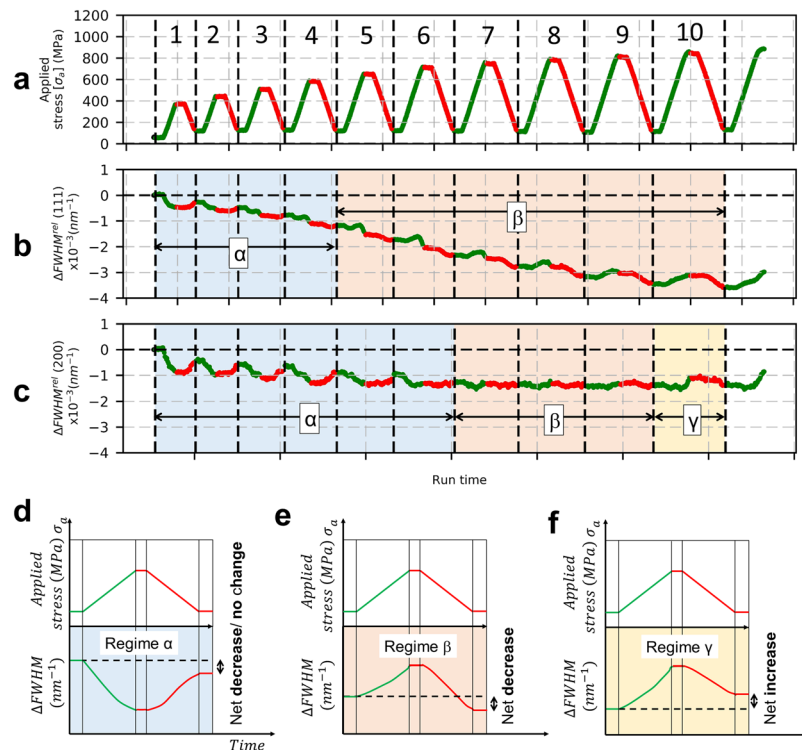 1 2 3 4 5 6 7 8 9 10
a
Applied
stress [σₐ] (MPa)
1200
1000
800
600
400
200
0
b
ΔFWHMʳᵉˡ (111)
x10⁻³(nm⁻¹)
1
0
−1
−2
−3
−4
α
β
c
ΔFWHMʳᵉˡ (200)
x10⁻³(nm⁻¹)
1
0
−1
−2
−3
−4
α
β
γ
Run time
d
Applied
stress (MPa) σₐ
Regime α
ΔFWHM
(nm⁻¹)
Net decrease/ no change
Time
e
Applied
stress (MPa) σₐ
Regime β
ΔFWHM
(nm⁻¹)
Net decrease
f
Applied
stress (MPa) σₐ
Regime γ
ΔFWHM
(nm⁻¹)
Net increase